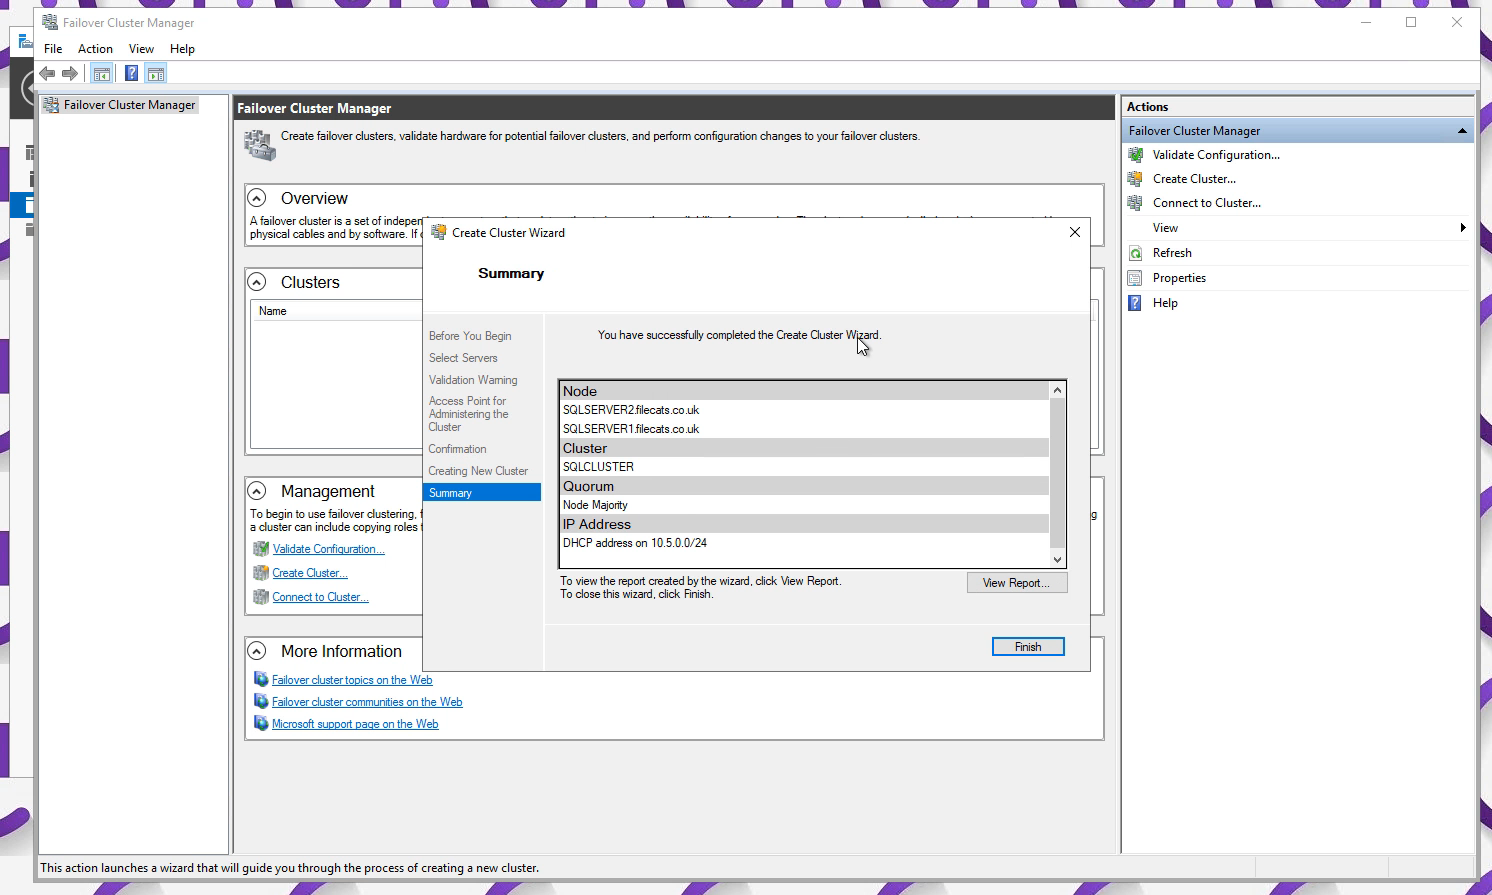 Failover Cluster Manager
File Action View Help
Failover Cluster Manager
Failover Cluster Manager
Create failover clusters, validate hardware for potential failover clusters, and perform configuration changes to your failover clusters.
Overview
A failover cluster is a set of indepen
physical cables and by software. If
Clusters
Name
Management
To begin to use failover clustering,
a cluster can include copying roles
Validate Configuration...
Create Cluster...
Connect to Cluster...
More Information
Failover cluster topics on the Web
Failover cluster communities on the Web
Microsoft support page on the Web
Create Cluster Wizard
Summary
Before You Begin
Select Servers
Validation Warning
Access Point for
Administering the
Cluster
Confirmation
Creating New Cluster
Summary
You have successfully completed the Create Cluster Wizard.
Node
SQLSERVER2.filecats.co.uk
SQLSERVER1.filecats.co.uk
Cluster
SQLCLUSTER
Quorum
Node Majority
IP Address
DHCP address on 10.5.0.0/24
To view the report created by the wizard, click View Report.
To close this wizard, click Finish.
View Report...
Finish
Actions
Failover Cluster Manager
Validate Configuration...
Create Cluster...
Connect to Cluster...
View
Refresh
Properties
Help
This action launches a wizard that will guide you through the process of creating a new cluster.